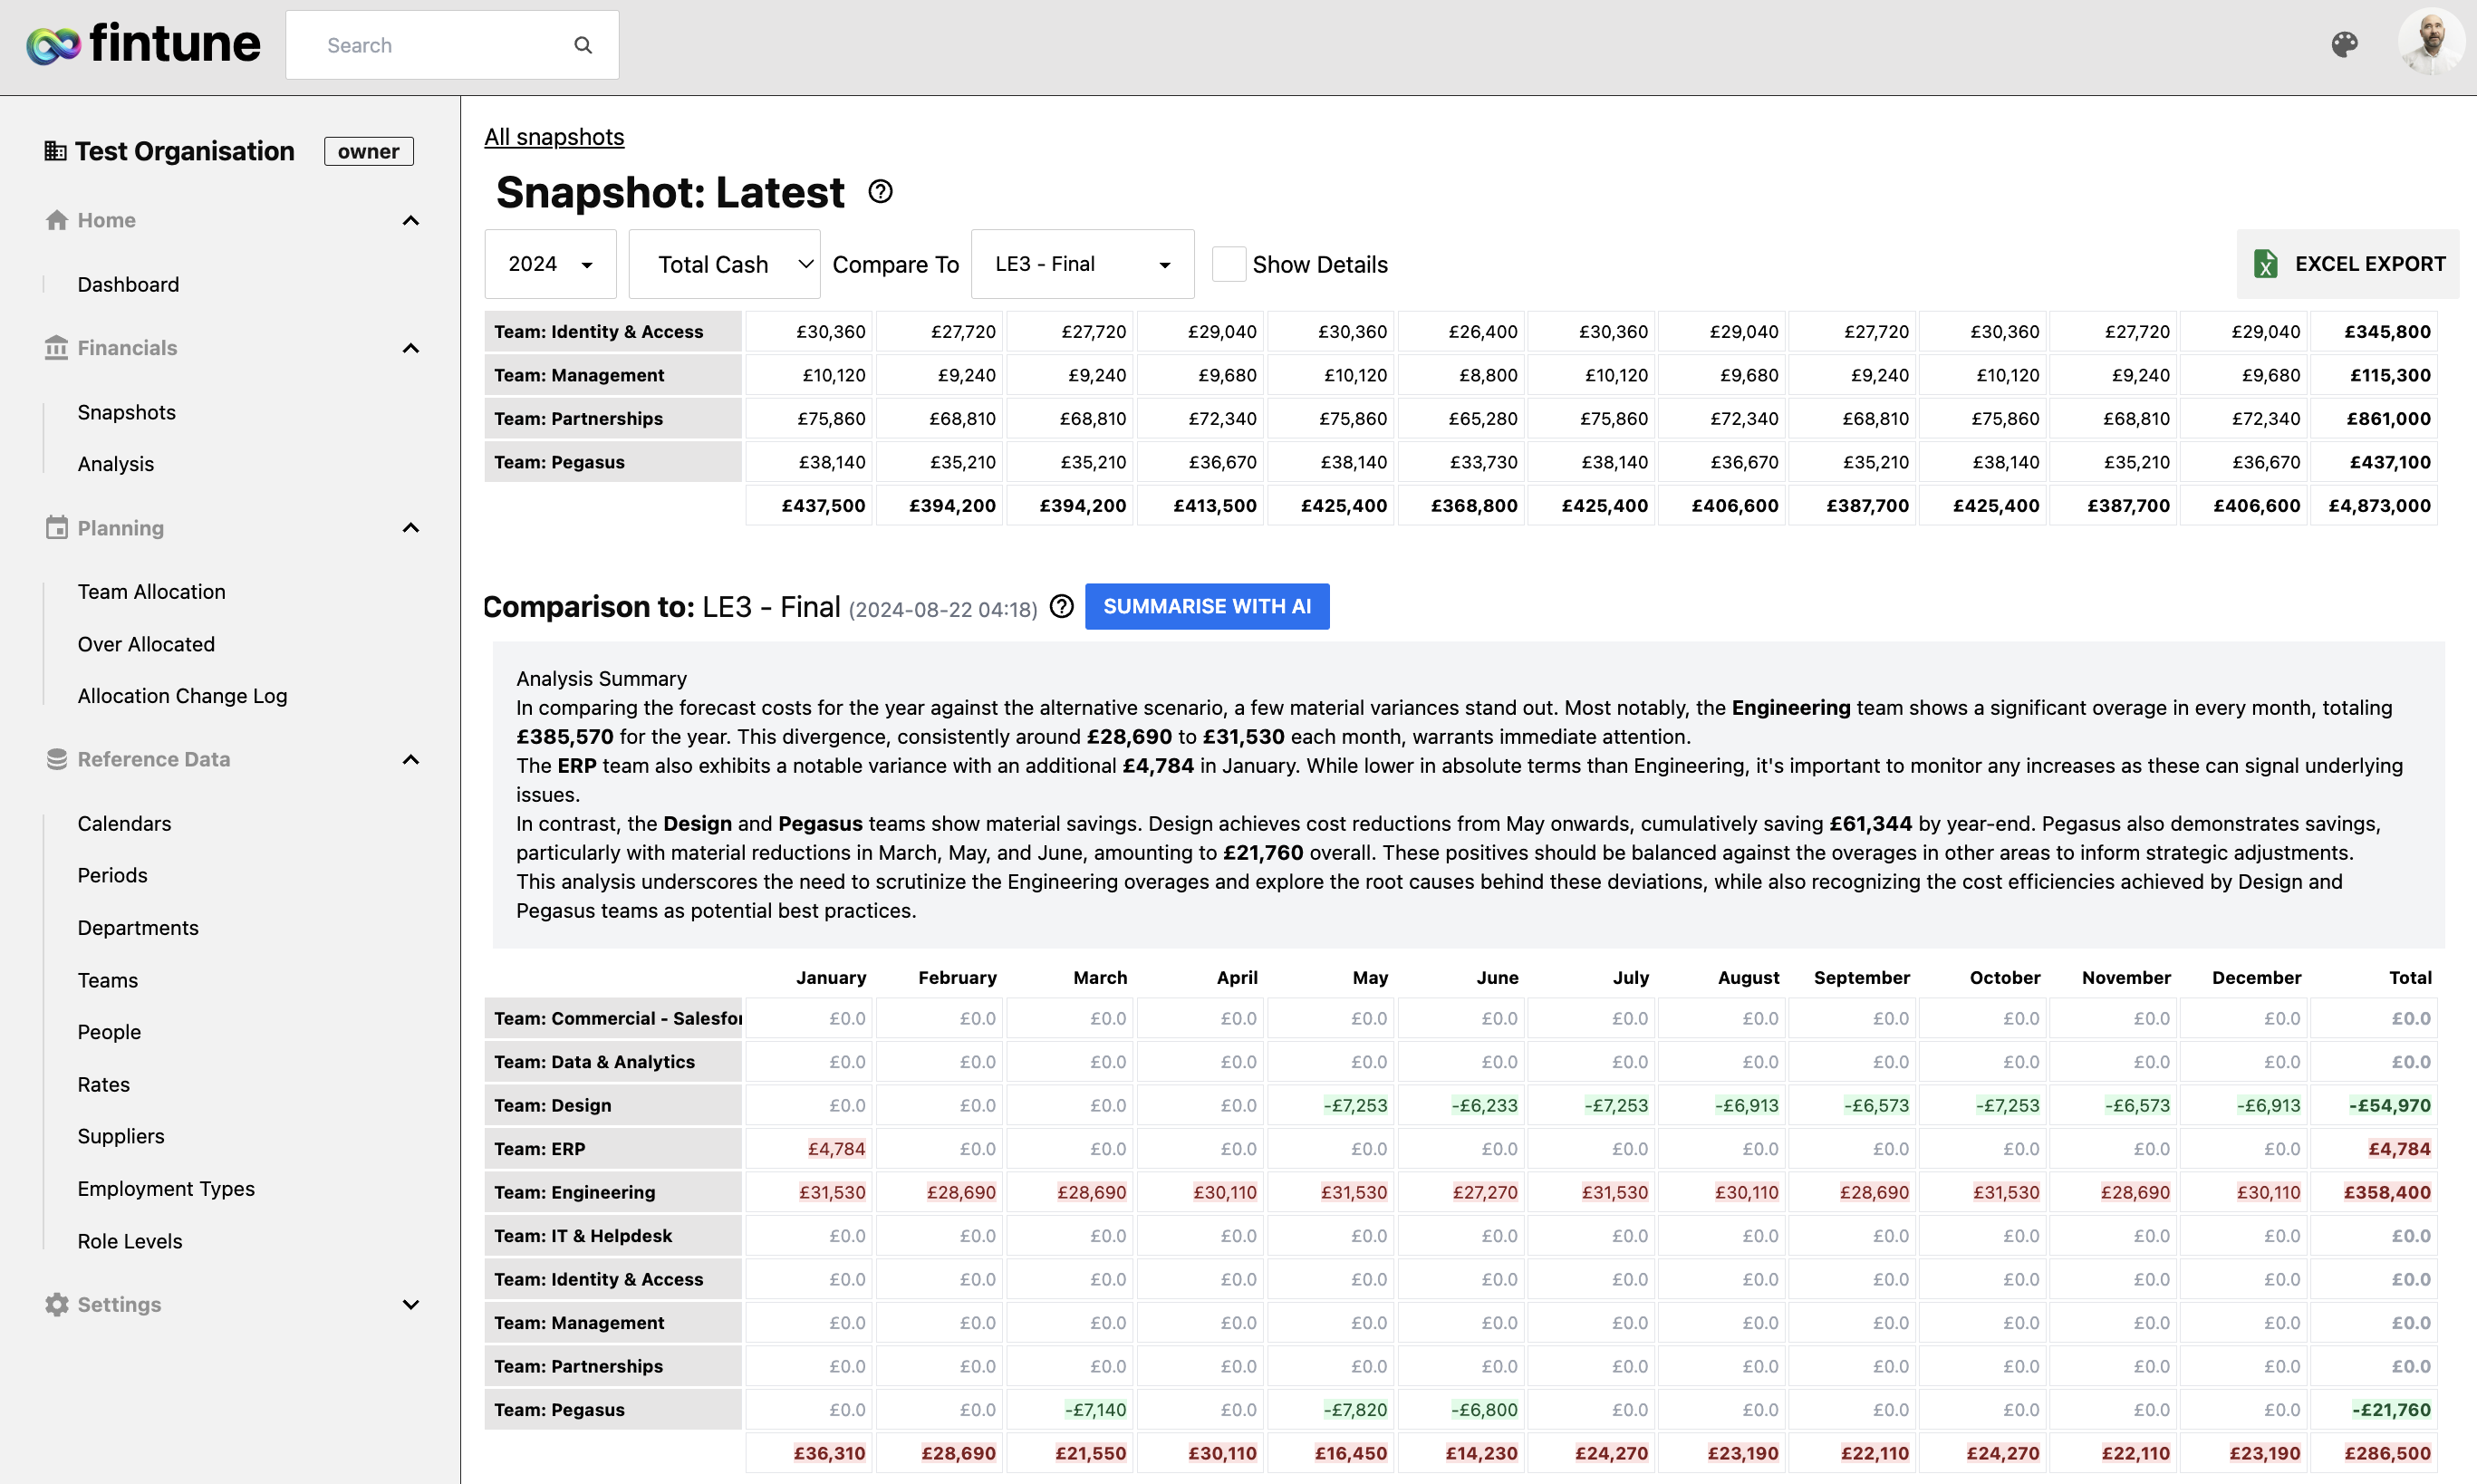 fintune
Search
Test Organisation owner
Home
Dashboard
Financials
Snapshots
Analysis
Planning
Team Allocation
Over Allocated
Allocation Change Log
Reference Data
Calendars
Periods
Departments
Teams
People
Rates
Suppliers
Employment Types
Role Levels
Settings
All snapshots
Snapshot: Latest
2024 Total Cash Compare To LE3 - Final Show Details EXCEL EXPORT
Team: Identity & Access £30,360 £27,720 £27,720 £29,040 £30,360 £26,400 £30,360 £29,040 £27,720 £30,360 £27,720 £29,040 £345,800
Team: Management £10,120 £9,240 £9,240 £9,680 £10,120 £8,800 £10,120 £9,680 £9,240 £10,120 £9,240 £9,680 £115,300
Team: Partnerships £75,860 £68,810 £68,810 £72,340 £75,860 £65,280 £75,860 £72,340 £68,810 £75,860 £68,810 £72,340 £861,000
Team: Pegasus £38,140 £35,210 £35,210 £36,670 £38,140 £33,730 £38,140 £36,670 £35,210 £38,140 £35,210 £36,670 £437,100
£437,500 £394,200 £394,200 £413,500 £425,400 £368,800 £425,400 £406,600 £387,700 £425,400 £387,700 £406,600 £4,873,000
Comparison to: LE3 - Final (2024-08-22 04:18) SUMMARISE WITH AI
Analysis Summary
In comparing the forecast costs for the year against the alternative scenario, a few material variances stand out. Most notably, the Engineering team shows a significant overage in every month, totaling
£385,570 for the year. This divergence, consistently around £28,690 to £31,530 each month, warrants immediate attention.
The ERP team also exhibits a notable variance with an additional £4,784 in January. While lower in absolute terms than Engineering, it's important to monitor any increases as these can signal underlying
issues.
In contrast, the Design and Pegasus teams show material savings. Design achieves cost reductions from May onwards, cumulatively saving £61,344 by year-end. Pegasus also demonstrates savings,
particularly with material reductions in March, May, and June, amounting to £21,760 overall. These positives should be balanced against the overages in other areas to inform strategic adjustments.
This analysis underscores the need to scrutinize the Engineering overages and explore the root causes behind these deviations, while also recognizing the cost efficiencies achieved by Design and
Pegasus teams as potential best practices.
January February March April May June July August September October November December Total
Team: Commercial - Salesfor £0.0 £0.0 £0.0 £0.0 £0.0 £0.0 £0.0 £0.0 £0.0 £0.0 £0.0 £0.0 £0.0
Team: Data & Analytics £0.0 £0.0 £0.0 £0.0 £0.0 £0.0 £0.0 £0.0 £0.0 £0.0 £0.0 £0.0 £0.0
Team: Design £0.0 £0.0 £0.0 £0.0 -£7,253 -£6,233 -£7,253 -£6,913 -£6,573 -£7,253 -£6,573 -£6,913 -£54,970
Team: ERP £4,784 £0.0 £0.0 £0.0 £0.0 £0.0 £0.0 £0.0 £0.0 £0.0 £0.0 £0.0 £4,784
Team: Engineering £31,530 £28,690 £28,690 £30,110 £31,530 £27,270 £31,530 £30,110 £28,690 £31,530 £28,690 £30,110 £358,400
Team: IT & Helpdesk £0.0 £0.0 £0.0 £0.0 £0.0 £0.0 £0.0 £0.0 £0.0 £0.0 £0.0 £0.0 £0.0
Team: Identity & Access £0.0 £0.0 £0.0 £0.0 £0.0 £0.0 £0.0 £0.0 £0.0 £0.0 £0.0 £0.0 £0.0
Team: Management £0.0 £0.0 £0.0 £0.0 £0.0 £0.0 £0.0 £0.0 £0.0 £0.0 £0.0 £0.0 £0.0
Team: Partnerships £0.0 £0.0 £0.0 £0.0 £0.0 £0.0 £0.0 £0.0 £0.0 £0.0 £0.0 £0.0 £0.0
Team: Pegasus £0.0 £0.0 -£7,140 £0.0 -£7,820 -£6,800 £0.0 £0.0 £0.0 £0.0 £0.0 £0.0 -£21,760
£36,310 £28,690 £21,550 £30,110 £16,450 £14,230 £24,270 £23,190 £22,110 £24,270 £22,110 £23,190 £286,500